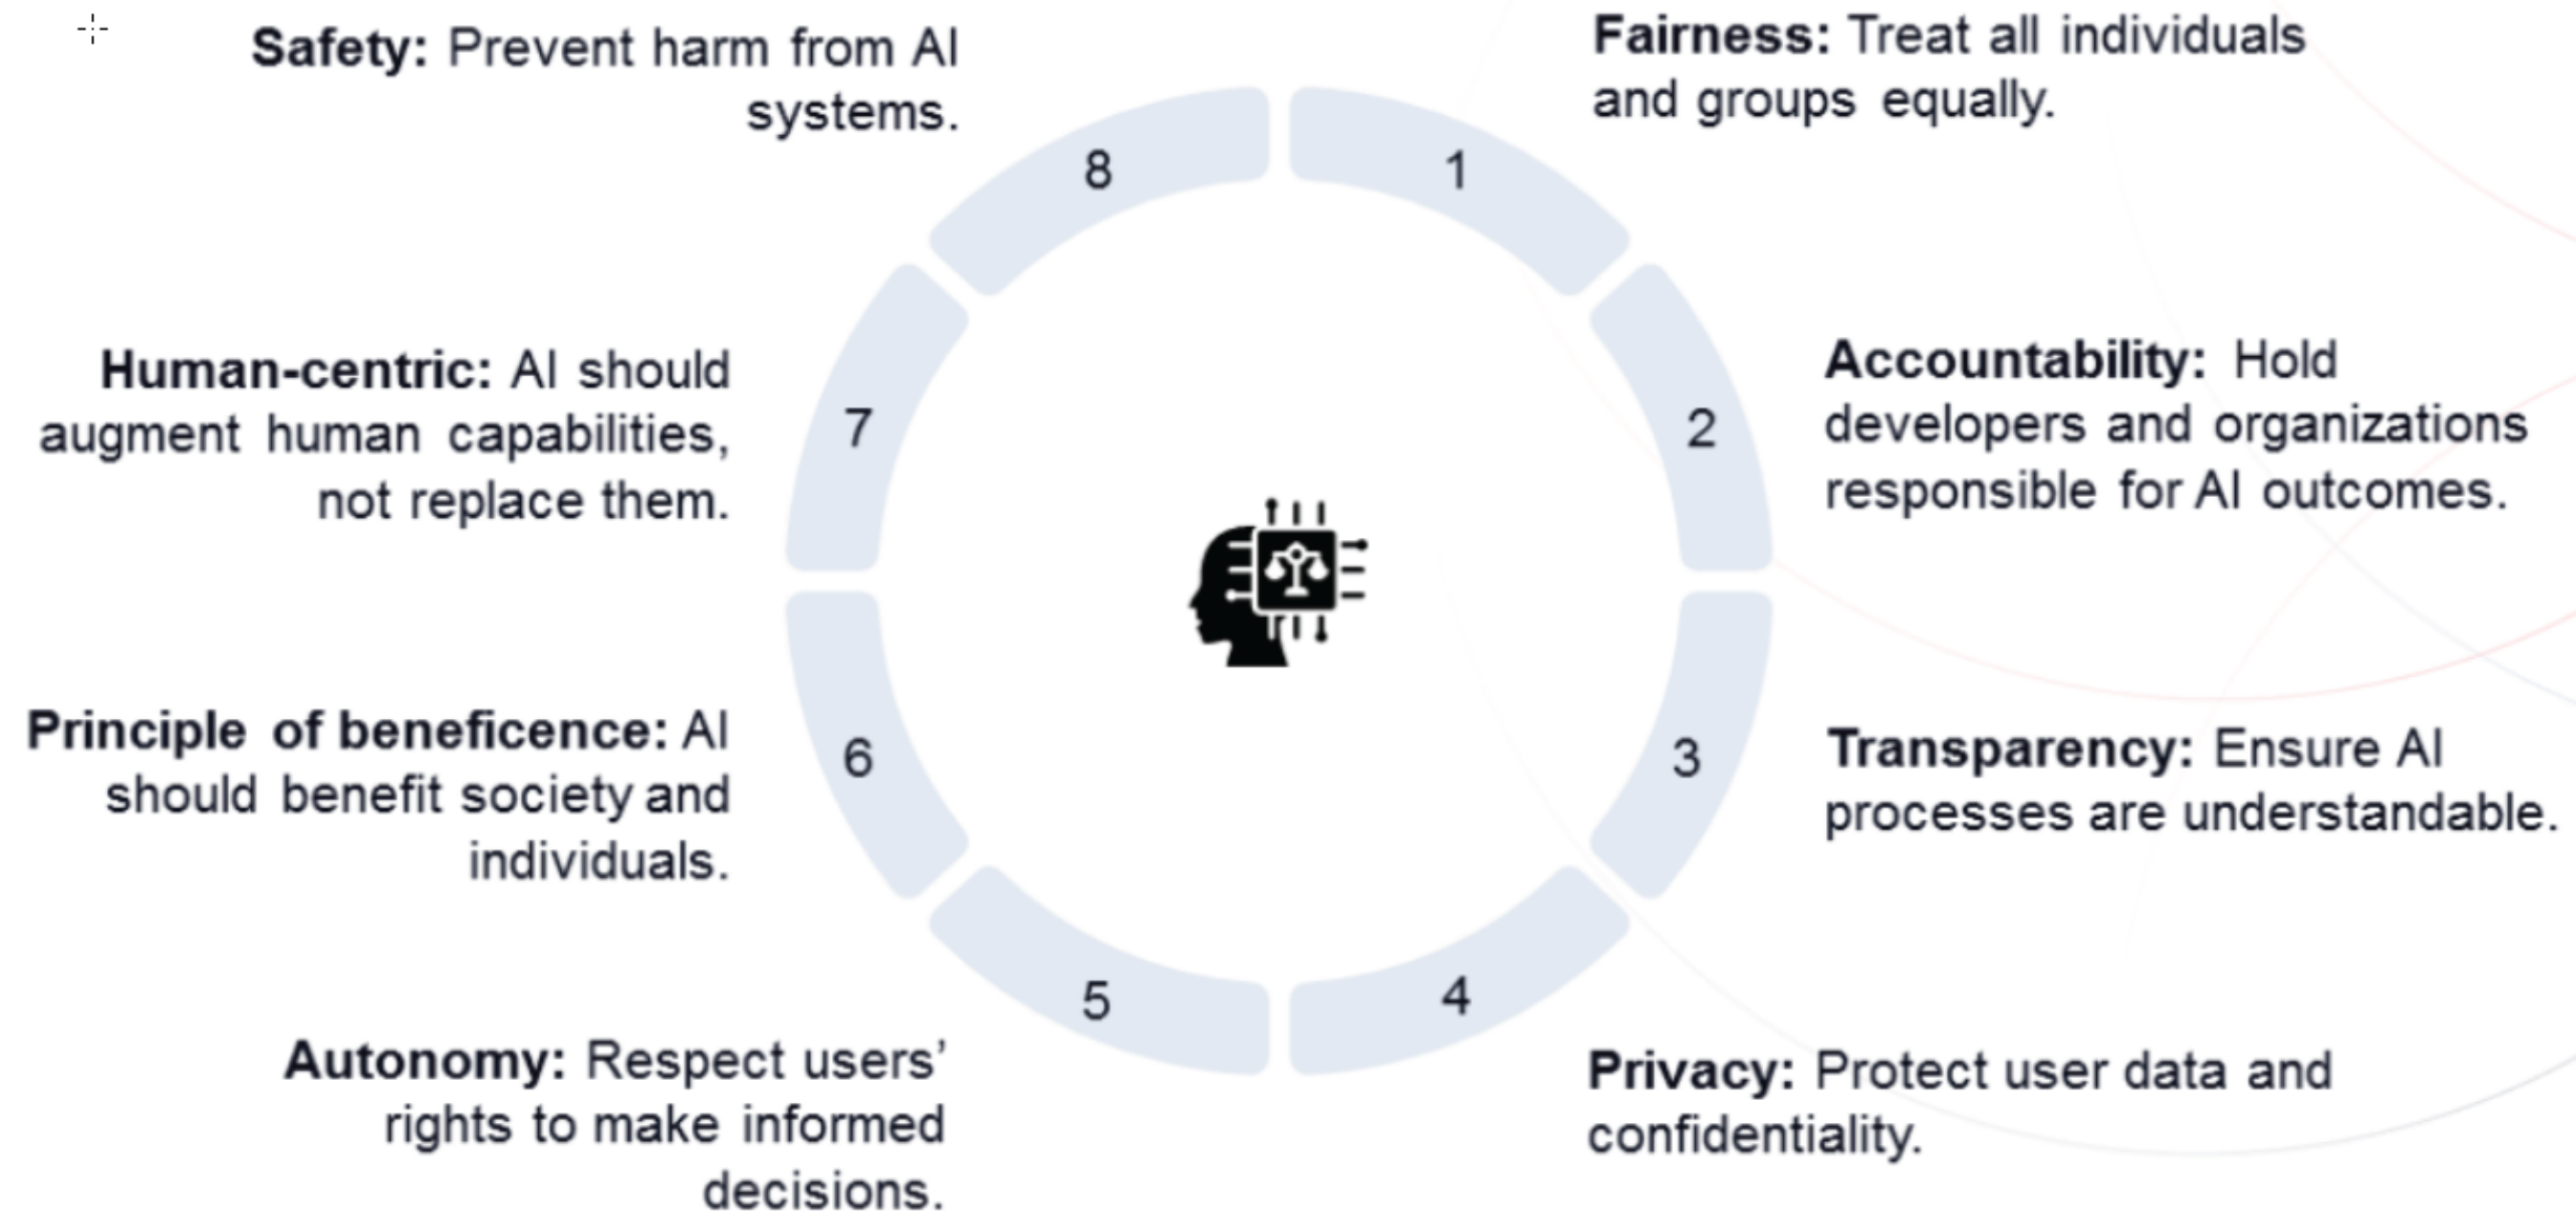 Fairness: Treat all individuals
and groups equally.
1
Accountability: Hold
developers and organizations
responsible for AI outcomes.
2
Transparency: Ensure AI
processes are understandable.
3
Privacy: Protect user data and
confidentiality.
4
Autonomy: Respect users’
rights to make informed
decisions.
5
Principle of beneficence: AI
should benefit society and
individuals.
6
Human-centric: AI should
augment human capabilities,
not replace them.
7
Safety: Prevent harm from AI
systems.
8